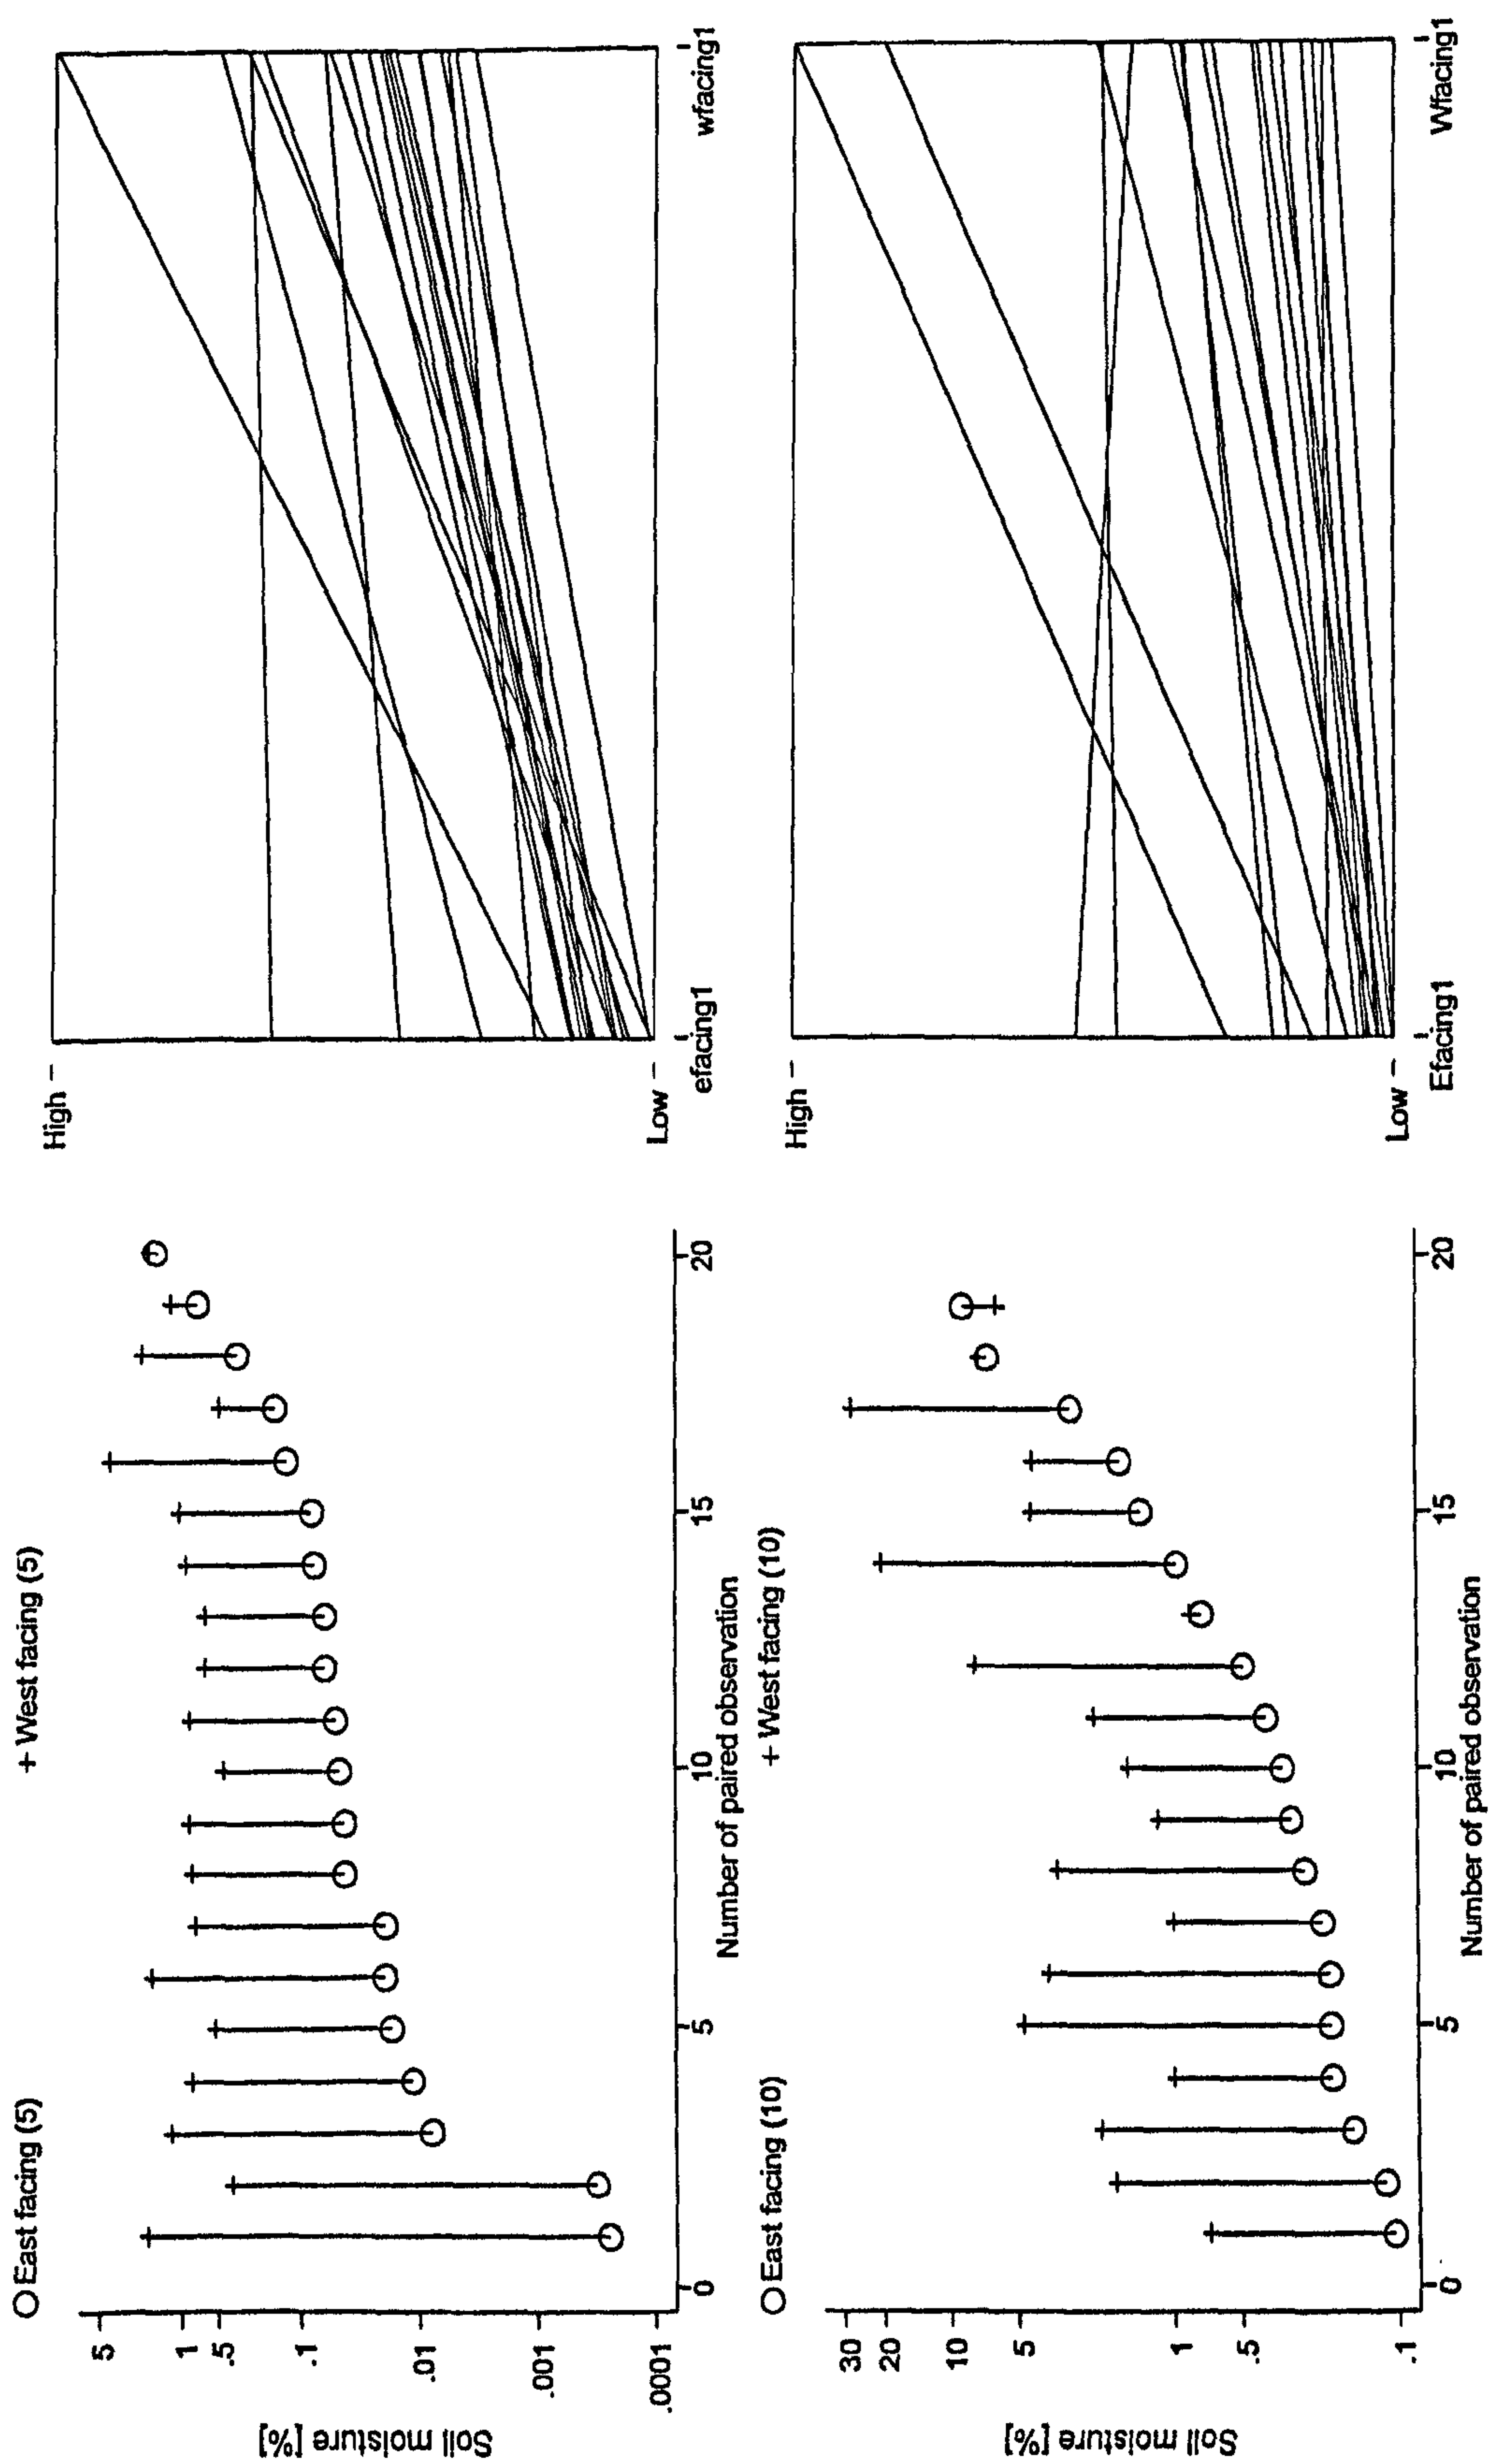 East facing (5) + West facing (5)
5
1
.5
.1
.01
.001
.0001
Soil moisture [%]
0 5 10 15 20
Number of paired observation
High
Low
efacing1 wfacing1
East facing (10) + West facing (10)
30
20
10
5
1
.5
.1
Soil moisture [%]
0 5 10 15 20
Number of paired observation
High
Low
Efacing1 Wfacing1